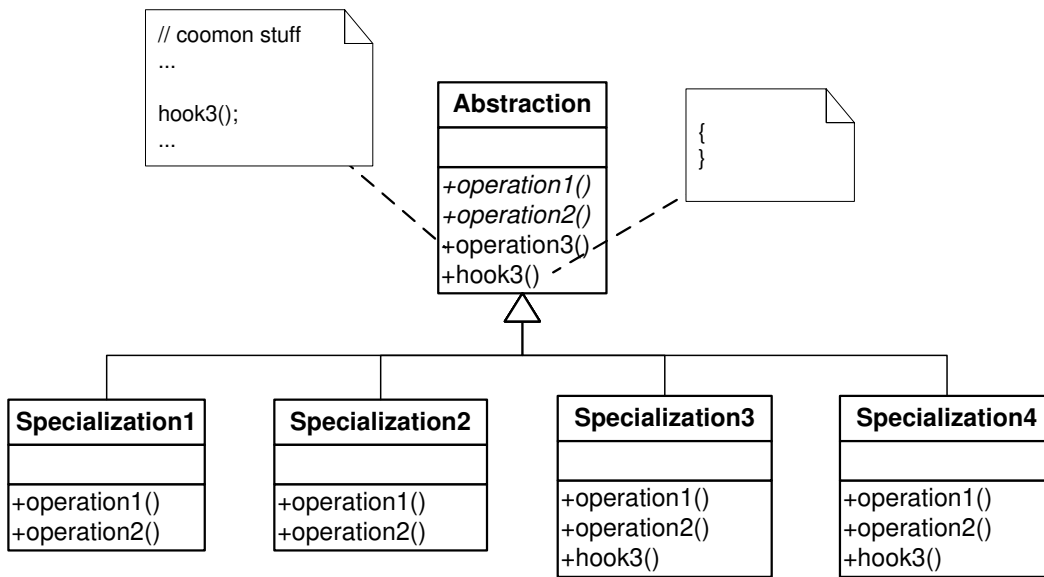 // coomon stuff
...
hook3();
...
Abstraction
+operation1()
+operation2()
+operation3()
+hook3()
{
}
Specialization1
+operation1()
+operation2()
Specialization2
+operation1()
+operation2()
Specialization3
+operation1()
+operation2()
+hook3()
Specialization4
+operation1()
+operation2()
+hook3()